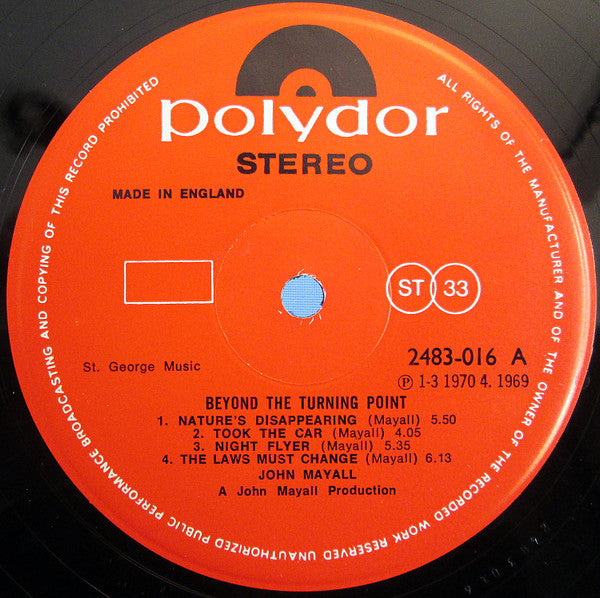 polydor
STEREO
MADE IN ENGLAND
ST 33
St. George Music
2483-016 A
℗ 1-3 1970 4. 1969
BEYOND THE TURNING POINT
1. NATURE'S DISAPPEARING (Mayall) 5.50
2. TOOK THE CAR (Mayall) 4.05
3. NIGHT FLYER (Mayall) 5.35
4. THE LAWS MUST CHANGE (Mayall) 6.13
JOHN MAYALL
A John Mayall Production
ALL RIGHTS OF THE MANUFACTURER AND OF THE OWNER OF THE RECORDED WORK RESERVED UNAUTHORIZED PUBLIC PERFORMANCE BROADCASTING AND COPYING OF THIS RECORD PROHIBITED